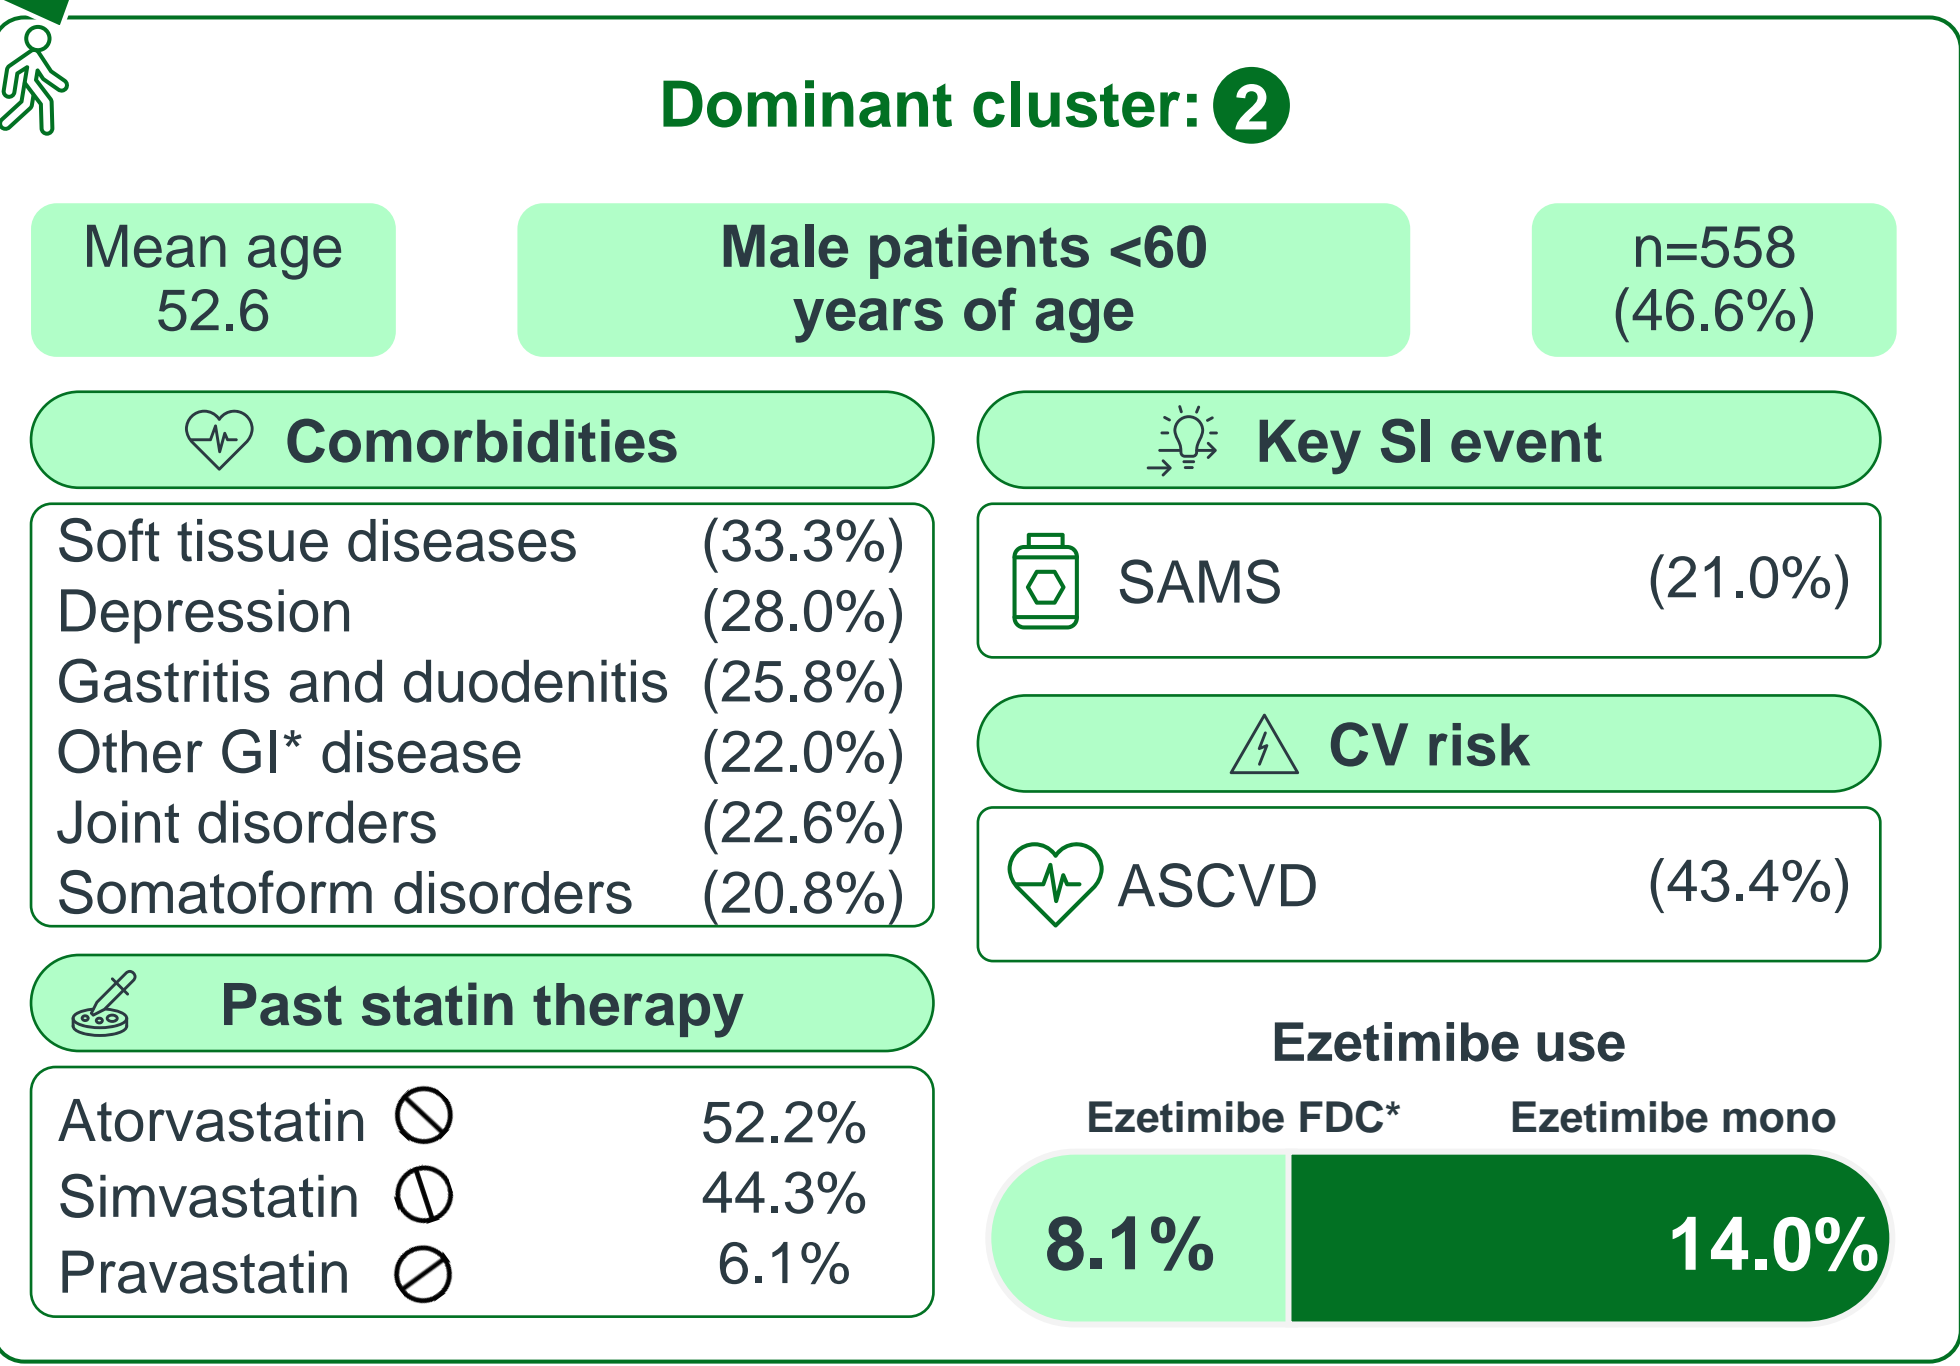 Dominant cluster: 2
Mean age
52.6
Male patients <60
years of age
n=558
(46.6%)
Comorbidities
Soft tissue diseases (33.3%)
Depression (28.0%)
Gastritis and duodenitis (25.8%)
Other GI* disease (22.0%)
Joint disorders (22.6%)
Somatoform disorders (20.8%)
Past statin therapy
Atorvastatin 52.2%
Simvastatin 44.3%
Pravastatin 6.1%
Key SI event
SAMS (21.0%)
CV risk
ASCVD (43.4%)
Ezetimibe use
Ezetimibe FDC* Ezetimibe mono
8.1% 14.0%